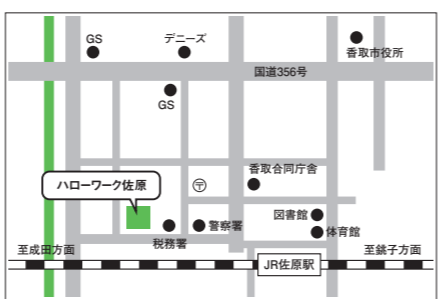 GS
デニーズ
香取市役所
国道356号
GS
香取合同庁舎
ハローワーク佐原
〒
図書館
警察署
体育館
税務署
至成田方面
至銚子方面
JR佐原駅